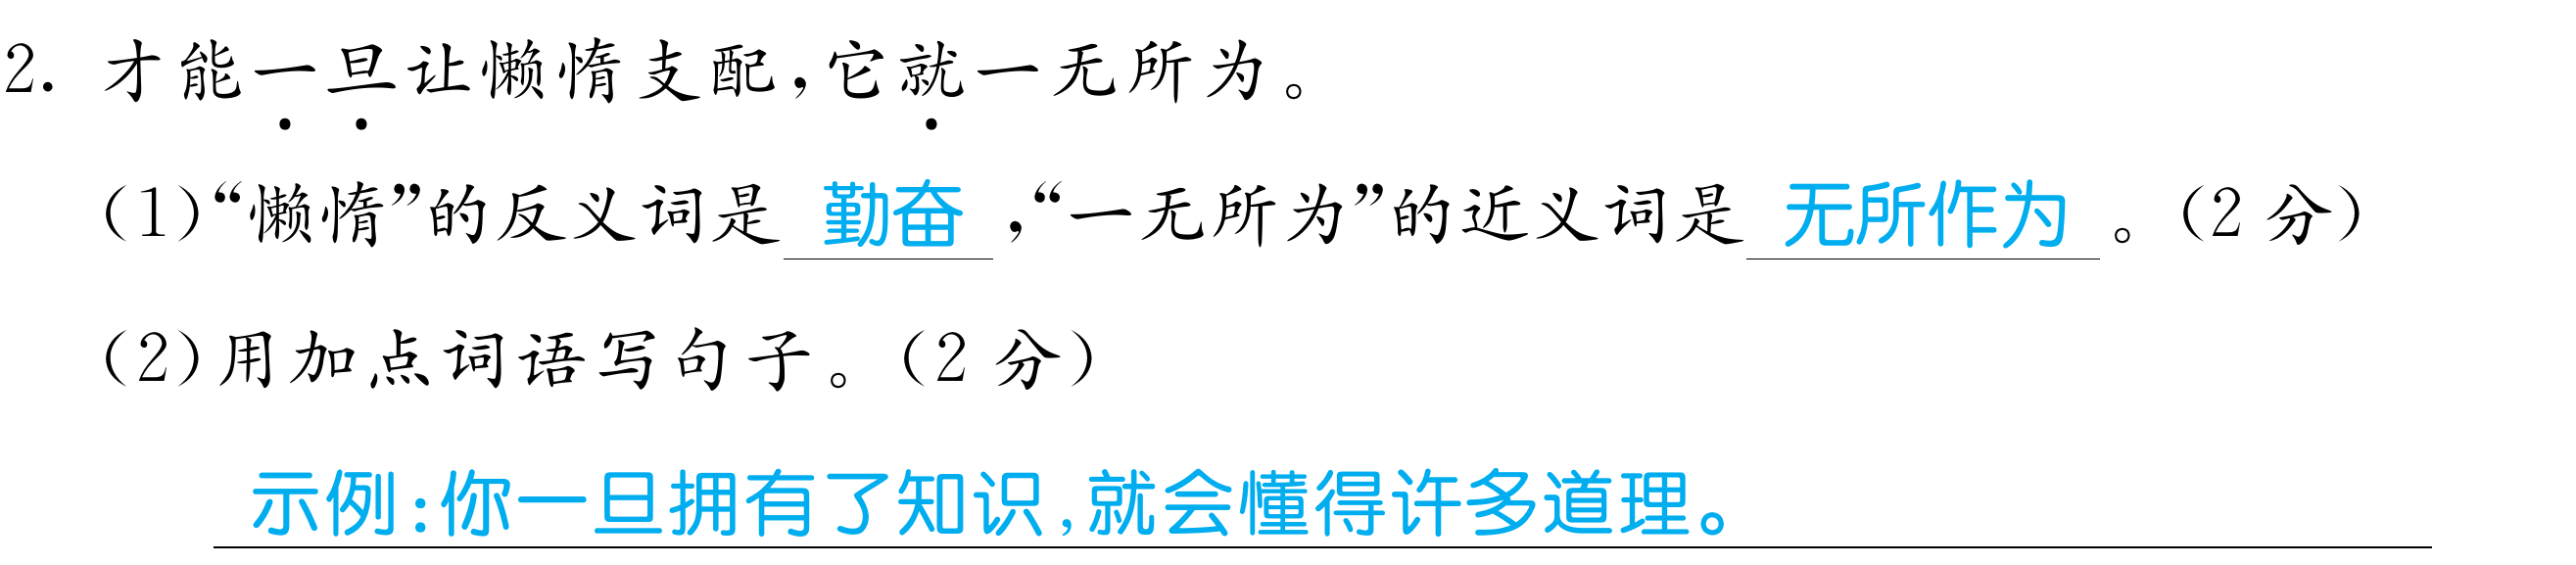 2. 才能一旦让懒惰支配,它就一无所为。
(1)“懒惰”的反义词是 勤奋 ,“一无所为”的近义词是 无所作为 。(2 分)
(2)用加点词语写句子。(2 分)
示例:你一旦拥有了知识,就会懂得许多道理。